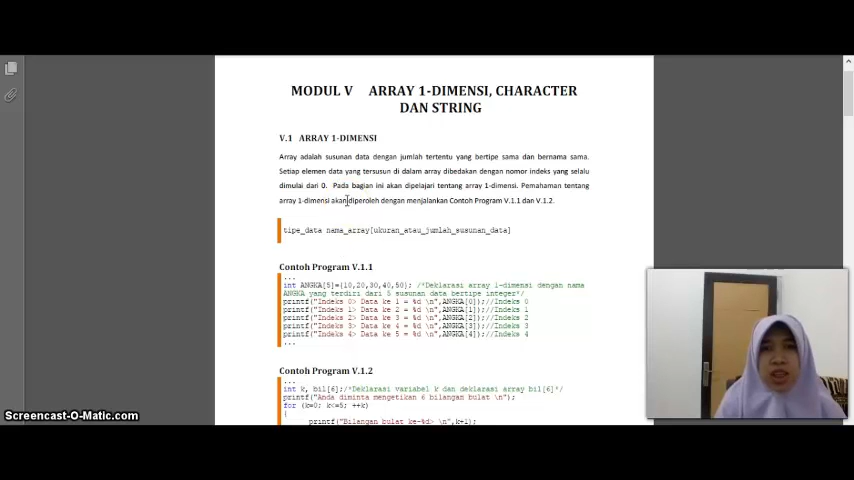 MODUL V ARRAY 1-DIMENSI, CHARACTER
DAN STRING
V.1 ARRAY 1-DIMENSI
Array adalah susunan data dengan jumlah tertentu yang bertipe sama dan bernama sama.
Setiap elemen data yang tersusun di dalam array dibedakan dengan nomor indeks yang selalu
dimulai dari 0. Pada bagian ini akan dipelajari tentang array 1-dimensi. Pemahaman tentang
array 1-dimensi akan diperoleh dengan menjalankan Contoh Program V.1.1 dan V.1.2.
tipe_data nama_array[ukuran_atau_jumlah_susunan_data]
Contoh Program V.1.1
...
int ANGKA[5]={10,20,30,40,50}; /*Deklarasi array 1-dimensi dengan nama
ANGKA yang terdiri dari 5 susunan data bertipe integer*/
printf("Indeks 0> Data ke 1 = %d \n",ANGKA[0]);//Indeks 0
printf("Indeks 1> Data ke 2 = %d \n",ANGKA[1]);//Indeks 1
printf("Indeks 2> Data ke 3 = %d \n",ANGKA[2]);//Indeks 2
printf("Indeks 3> Data ke 4 = %d \n",ANGKA[3]);//Indeks 3
printf("Indeks 4> Data ke 5 = %d \n",ANGKA[4]);//Indeks 4
...
Contoh Program V.1.2
...
int k, bil[6];/*Deklarasi variabel k dan deklarasi array bil[6]*/
printf("Anda diminta mengetikan 6 bilangan bulat \n");
for (k=0; k<=5; ++k)
{
printf("Bilangan bulat ke-%d> \n",k+1);
Screencast-O-Matic.com